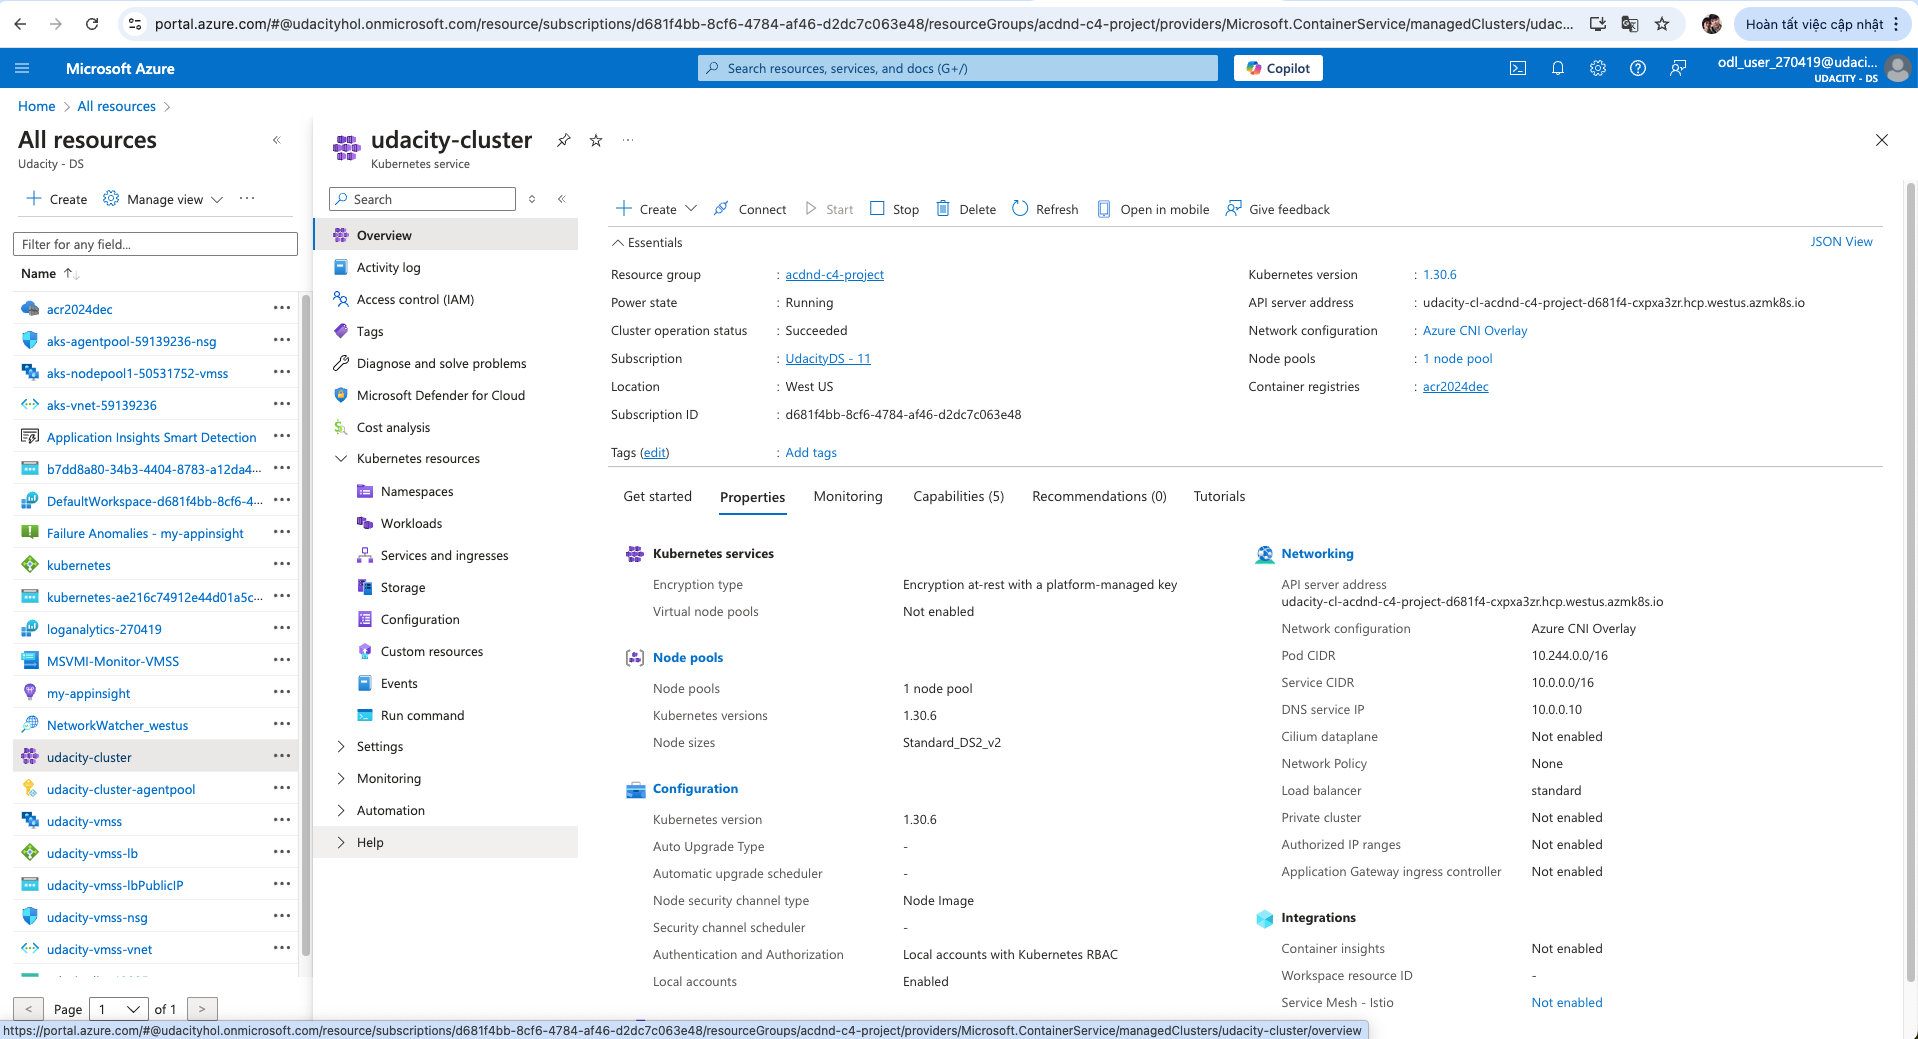 portal.azure.com/#@udacityhol.onmicrosoft.com/resource/subscriptions/d681f4bb-8cf6-4784-af46-d2dc7c063e48/resourceGroups/acdnd-c4-project/providers/Microsoft.ContainerService/managedClusters/udac...
Hoàn tất việc cập nhật
Microsoft Azure
Search resources, services, and docs (G+/)
Copilot
odl_user_270419@udaci...
UDACITY - DS
Home > All resources >
All resources
Udacity - DS
Create
Manage view
Filter for any field...
Name
acr2024dec
aks-agentpool-59139236-nsg
aks-nodepool1-50531752-vmss
aks-vnet-59139236
Application Insights Smart Detection
b7dd8a80-34b3-4404-8783-a12da4...
DefaultWorkspace-d681f4bb-8cf6-4...
Failure Anomalies - my-appinsight
kubernetes
kubernetes-ae216c74912e44d01a5c...
loganalytics-270419
MSVMI-Monitor-VMSS
my-appinsight
NetworkWatcher_westus
udacity-cluster
udacity-cluster-agentpool
udacity-vmss
udacity-vmss-lb
udacity-vmss-lbPublicIP
udacity-vmss-nsg
udacity-vmss-vnet
< Page 1 of 1 >
udacity-cluster
Kubernetes service
Search
Overview
Activity log
Access control (IAM)
Tags
Diagnose and solve problems
Microsoft Defender for Cloud
Cost analysis
Kubernetes resources
Namespaces
Workloads
Services and ingresses
Storage
Configuration
Custom resources
Events
Run command
Settings
Monitoring
Automation
Help
Create Connect Start Stop Delete Refresh Open in mobile Give feedback
Essentials
JSON View
Resource group : acdnd-c4-project
Power state : Running
Cluster operation status : Succeeded
Subscription : UdacityDS - 11
Location : West US
Subscription ID : d681f4bb-8cf6-4784-af46-d2dc7c063e48
Kubernetes version : 1.30.6
API server address : udacity-cl-acdnd-c4-project-d681f4-cxpxa3zr.hcp.westus.azmk8s.io
Network configuration : Azure CNI Overlay
Node pools : 1 node pool
Container registries : acr2024dec
Tags (edit) : Add tags
Get started Properties Monitoring Capabilities (5) Recommendations (0) Tutorials
Kubernetes services
Encryption type Encryption at-rest with a platform-managed key
Virtual node pools Not enabled
Node pools
Node pools 1 node pool
Kubernetes versions 1.30.6
Node sizes Standard_DS2_v2
Configuration
Kubernetes version 1.30.6
Auto Upgrade Type -
Automatic upgrade scheduler -
Node security channel type Node Image
Security channel scheduler -
Authentication and Authorization Local accounts with Kubernetes RBAC
Local accounts Enabled
Networking
API server address
udacity-cl-acdnd-c4-project-d681f4-cxpxa3zr.hcp.westus.azmk8s.io
Network configuration Azure CNI Overlay
Pod CIDR 10.244.0.0/16
Service CIDR 10.0.0.0/16
DNS service IP 10.0.0.10
Cilium dataplane Not enabled
Network Policy None
Load balancer standard
Private cluster Not enabled
Authorized IP ranges Not enabled
Application Gateway ingress controller Not enabled
Integrations
Container insights Not enabled
Workspace resource ID -
Service Mesh - Istio Not enabled
https://portal.azure.com/#@udacityhol.onmicrosoft.com/resource/subscriptions/d681f4bb-8cf6-4784-af46-d2dc7c063e48/resourceGroups/acdnd-c4-project/providers/Microsoft.ContainerService/managedClusters/udacity-cluster/overview